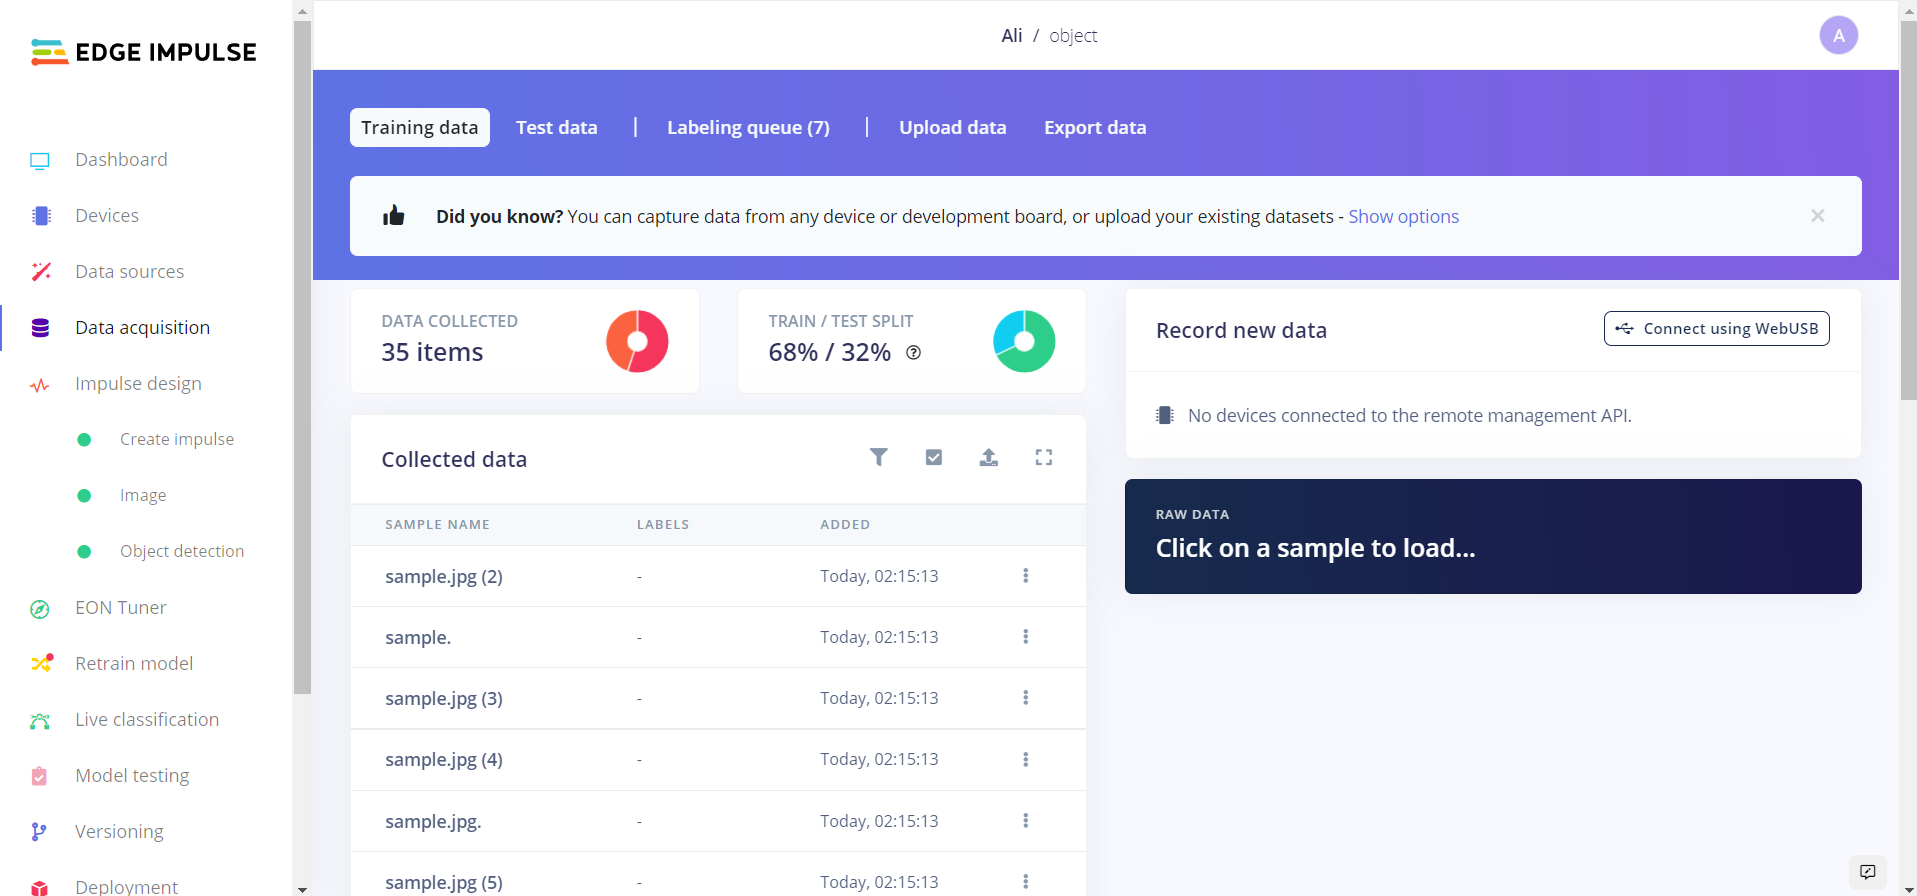 EDGE IMPULSE
Ali / object
A
Dashboard
Devices
Data sources
Data acquisition
Impulse design
Create impulse
Image
Object detection
EON Tuner
Retrain model
Live classification
Model testing
Versioning
Deployment
Training data
Test data
|
Labeling queue (7)
|
Upload data
Export data
Did you know? You can capture data from any device or development board, or upload your existing datasets - Show options
×
DATA COLLECTED
35 items
TRAIN / TEST SPLIT
68% / 32% ?
Collected data
SAMPLE NAME LABELS ADDED
sample.jpg (2) - Today, 02:15:13
sample. - Today, 02:15:13
sample.jpg (3) - Today, 02:15:13
sample.jpg (4) - Today, 02:15:13
sample.jpg. - Today, 02:15:13
sample.jpg (5) - Today, 02:15:13
Record new data
Connect using WebUSB
No devices connected to the remote management API.
RAW DATA
Click on a sample to load...